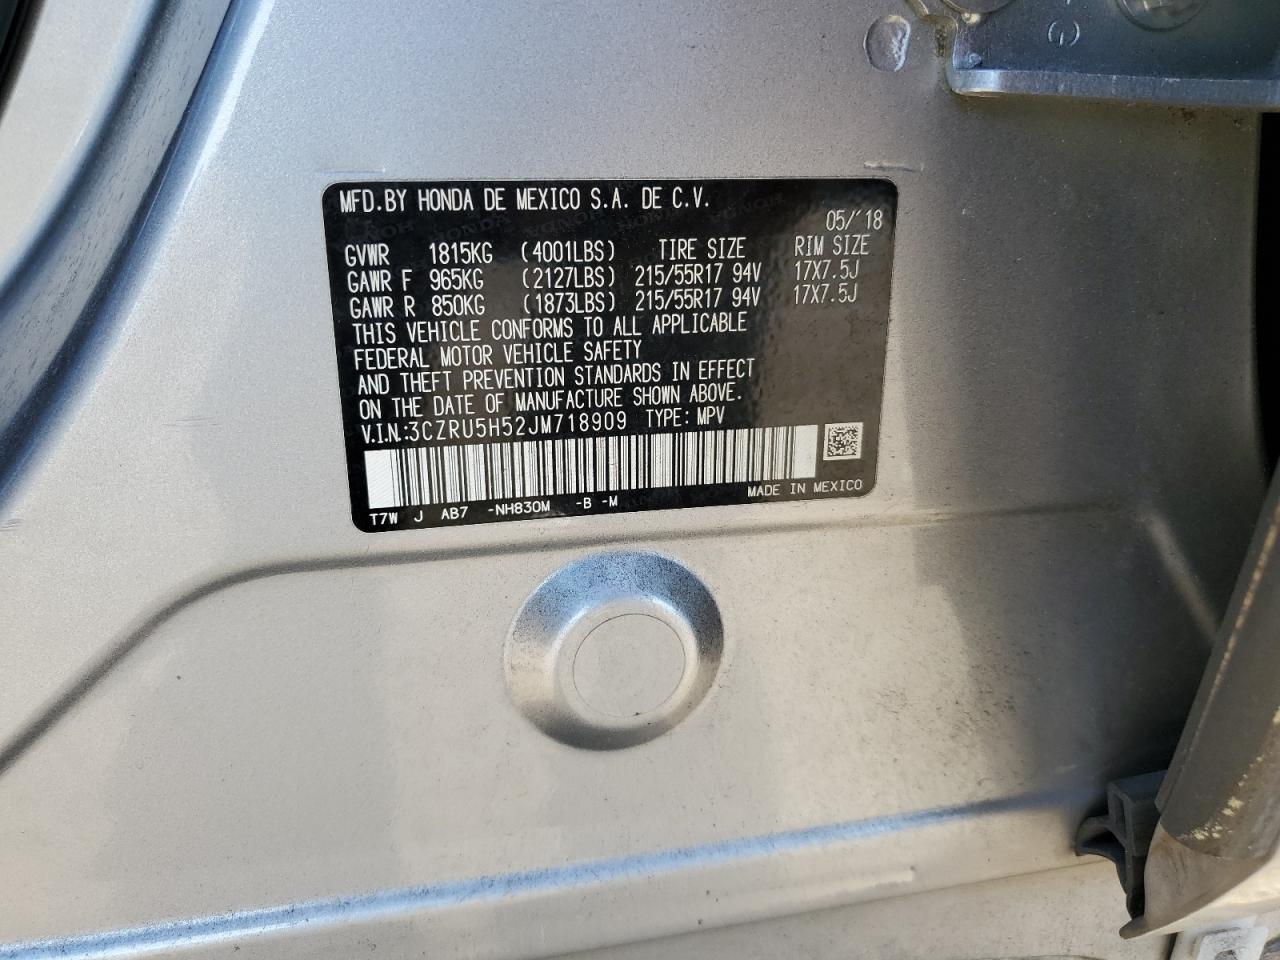 MFD.BY HONDA DE MEXICO S.A. DE C.V.
05/'18
GVWR 1815KG (4001LBS) TIRE SIZE RIM SIZE
GAWR F 965KG (2127LBS) 215/55R17 94V 17X7.5J
GAWR R 850KG (1873LBS) 215/55R17 94V 17X7.5J
THIS VEHICLE CONFORMS TO ALL APPLICABLE
FEDERAL MOTOR VEHICLE SAFETY
AND THEFT PREVENTION STANDARDS IN EFFECT
ON THE DATE OF MANUFACTURE SHOWN ABOVE.
V.I.N:3CZRU5H52JM718909 TYPE: MPV
T7W J AB7 -NH830M -B -M MADE IN MEXICO